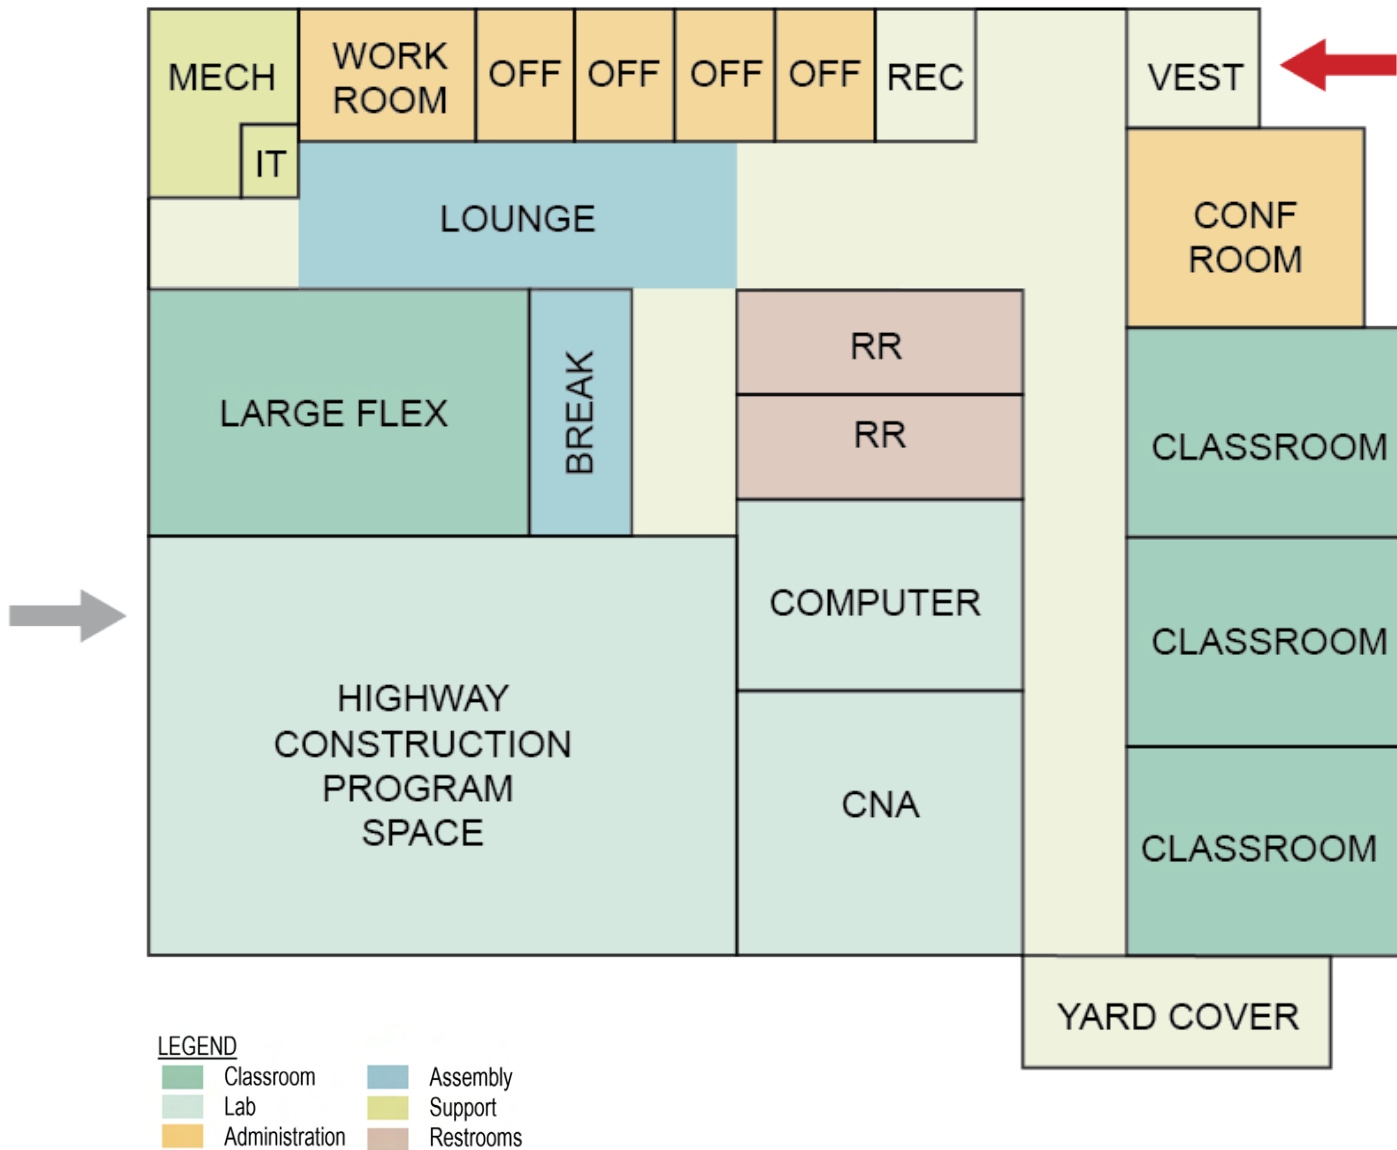 MECH
WORK
ROOM
OFF
OFF
OFF
OFF
REC
VEST
IT
LOUNGE
CONF
ROOM
LARGE FLEX
BREAK
RR
RR
CLASSROOM
COMPUTER
CLASSROOM
HIGHWAY
CONSTRUCTION
PROGRAM
SPACE
CNA
CLASSROOM
YARD COVER
LEGEND
Classroom
Assembly
Lab
Support
Administration
Restrooms